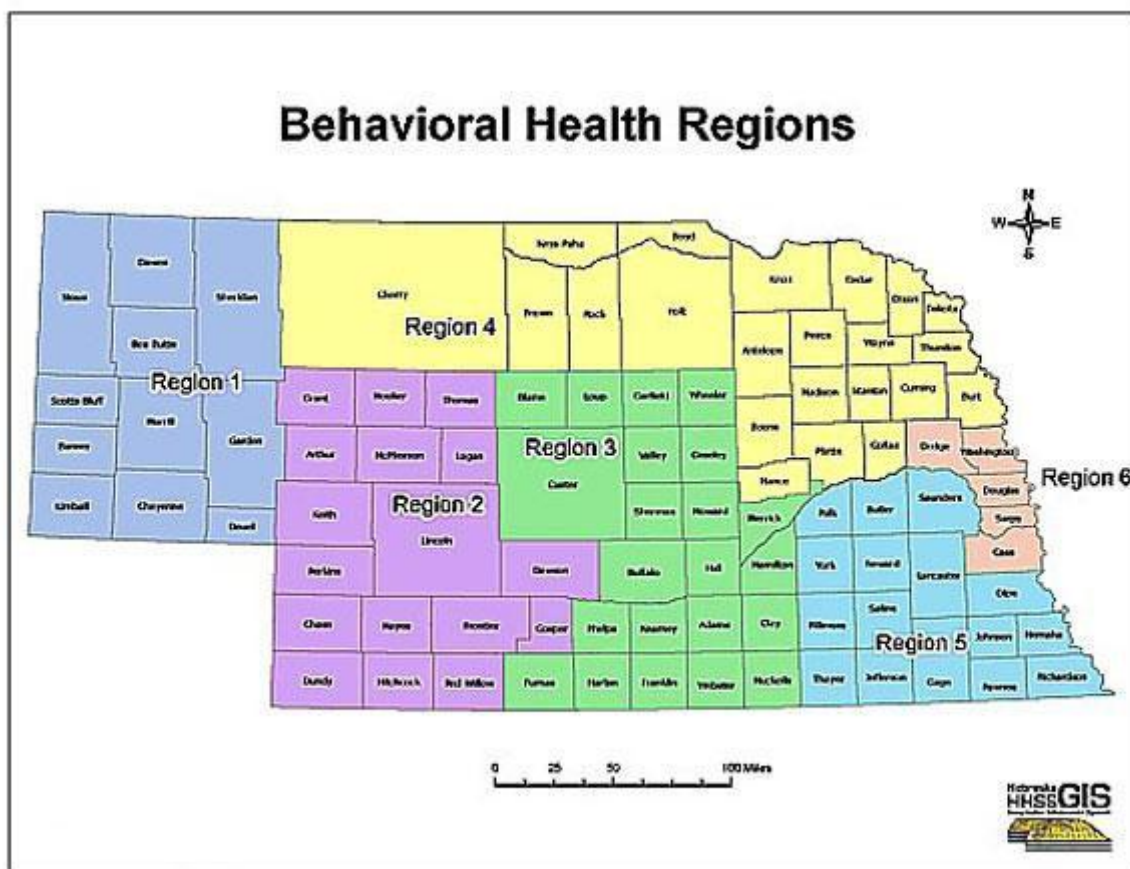 Behavioral Health Regions
N
W E
S
Keya Paha
Boyd
Dawes
Sioux
Sheridan
Cherry
Brown
Rock
Holt
Knox
Cedar
Dixon
Dakota
Region 4
Box Butte
Antelope
Pierce
Wayne
Thurston
Region 1
Scotts Bluff
Grant
Hooker
Thomas
Blaine
Loup
Garfield
Wheeler
Madison
Stanton
Cuming
Burt
Morrill
Banner
Garden
Arthur
McPherson
Logan
Region 3
Valley
Greeley
Boone
Platte
Colfax
Dodge
Washington
Region 6
Kimball
Cheyenne
Deuel
Keith
Region 2
Lincoln
Custer
Sherman
Howard
Nance
Merrick
Polk
Butler
Saunders
Douglas
Sarpy
Cass
Perkins
Dawson
Buffalo
Hall
Hamilton
York
Seward
Lancaster
Otoe
Chase
Hayes
Frontier
Gosper
Phelps
Kearney
Adams
Clay
Fillmore
Saline
Region 5
Johnson
Nemaha
Dundy
Hitchcock
Red Willow
Furnas
Harlan
Franklin
Webster
Nuckolls
Thayer
Jefferson
Gage
Pawnee
Richardson
0 25 50 100 Miles
Nebraska
HHSS GIS